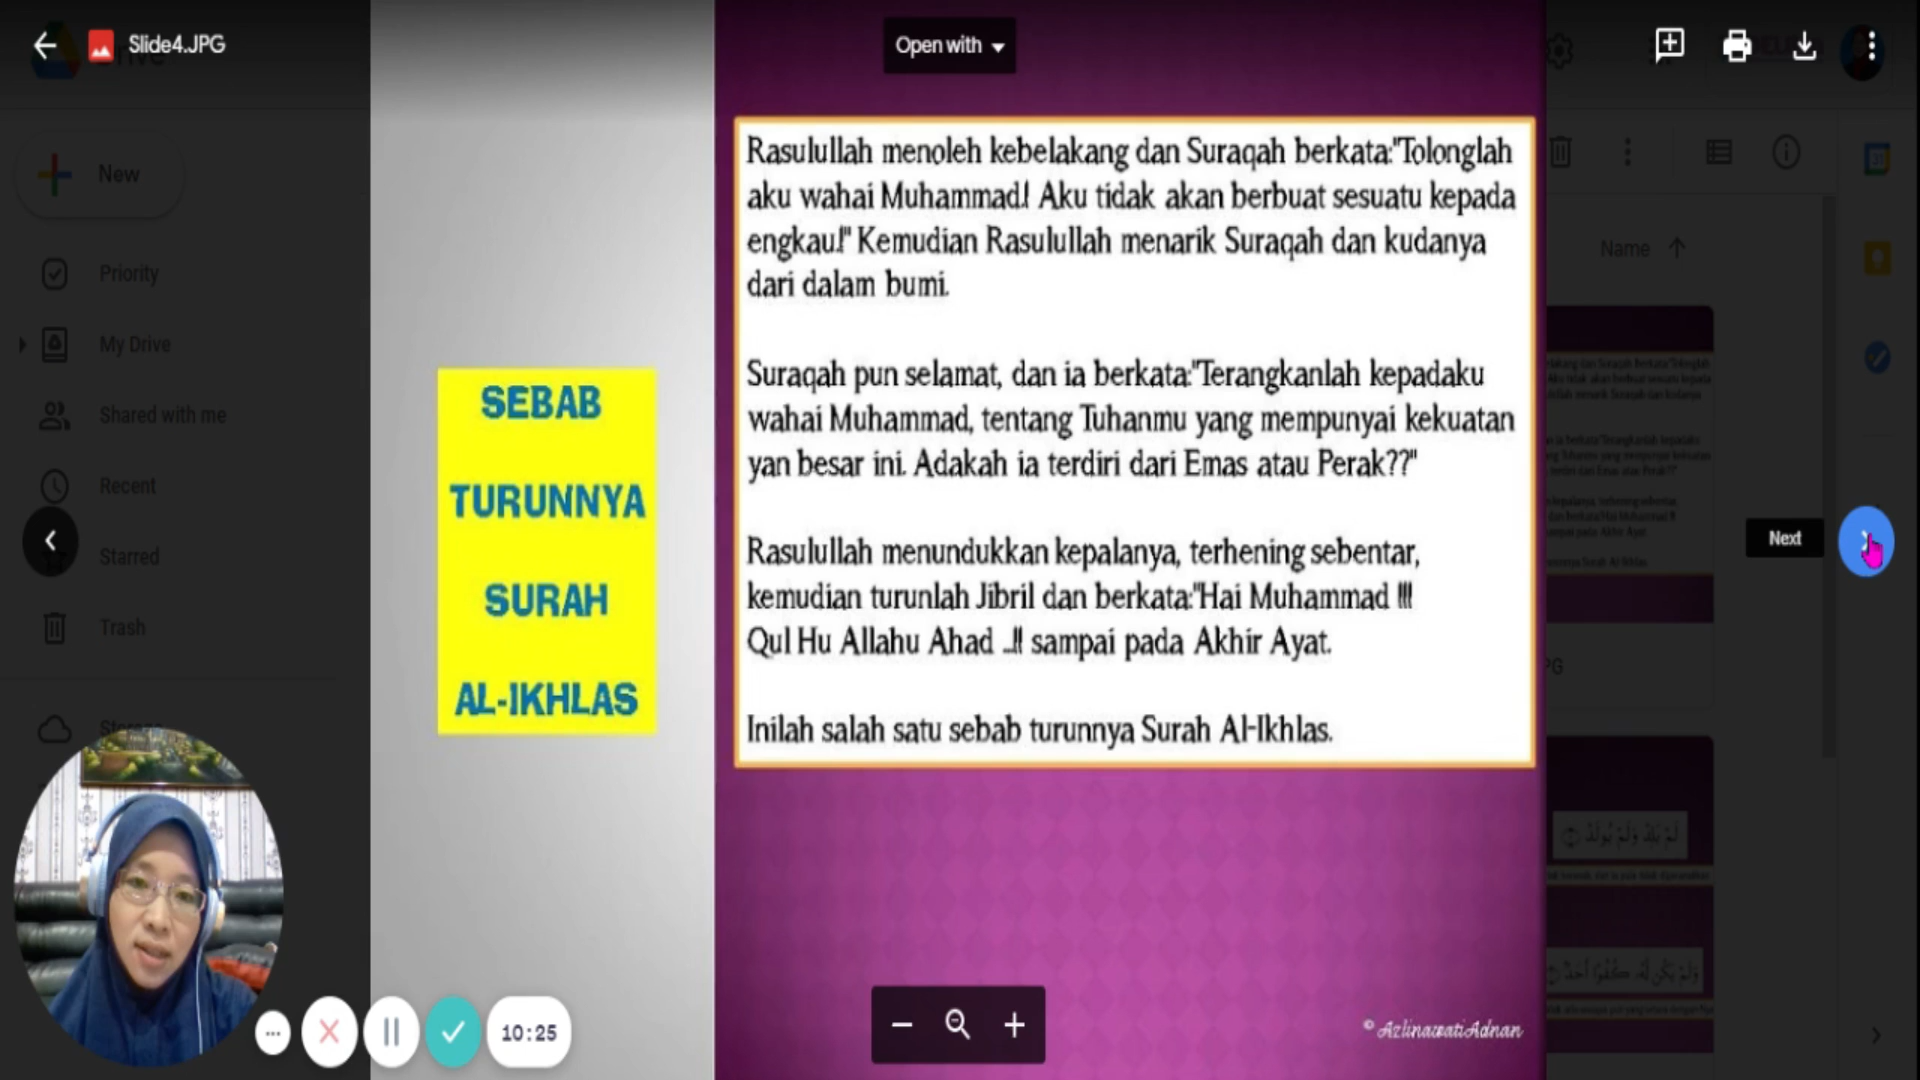 Slide4.JPG
Open with
New
Priority
My Drive
Shared with me
Recent
Starred
Trash
Storage
SEBAB
TURUNNYA
SURAH
AL-IKHLAS
Rasulullah menoleh kebelakang dan Suraqah berkata:"Tolonglah
aku wahai Muhammad! Aku tidak akan berbuat sesuatu kepada
engkau!" Kemudian Rasulullah menarik Suraqah dan kudanya
dari dalam bumi.
Suraqah pun selamat, dan ia berkata:"Terangkanlah kepadaku
wahai Muhammad, tentang Tuhanmu yang mempunyai kekuatan
yan besar ini. Adakah ia terdiri dari Emas atau Perak??"
Rasulullah menundukkan kepalanya, terhening sebentar,
kemudian turunlah Jibril dan berkata:"Hai Muhammad !!!
Qul Hu Allahu Ahad ...!! sampai pada Akhir Ayat.
Inilah salah satu sebab turunnya Surah Al-Ikhlas.
© AzlinawatiAdnan
Name
Next
لَمْ يَلِدْ وَلَمْ يُولَدْ
وَلَمْ يَكُن لَّهُ كُفُوًا أَحَدٌ
10:25